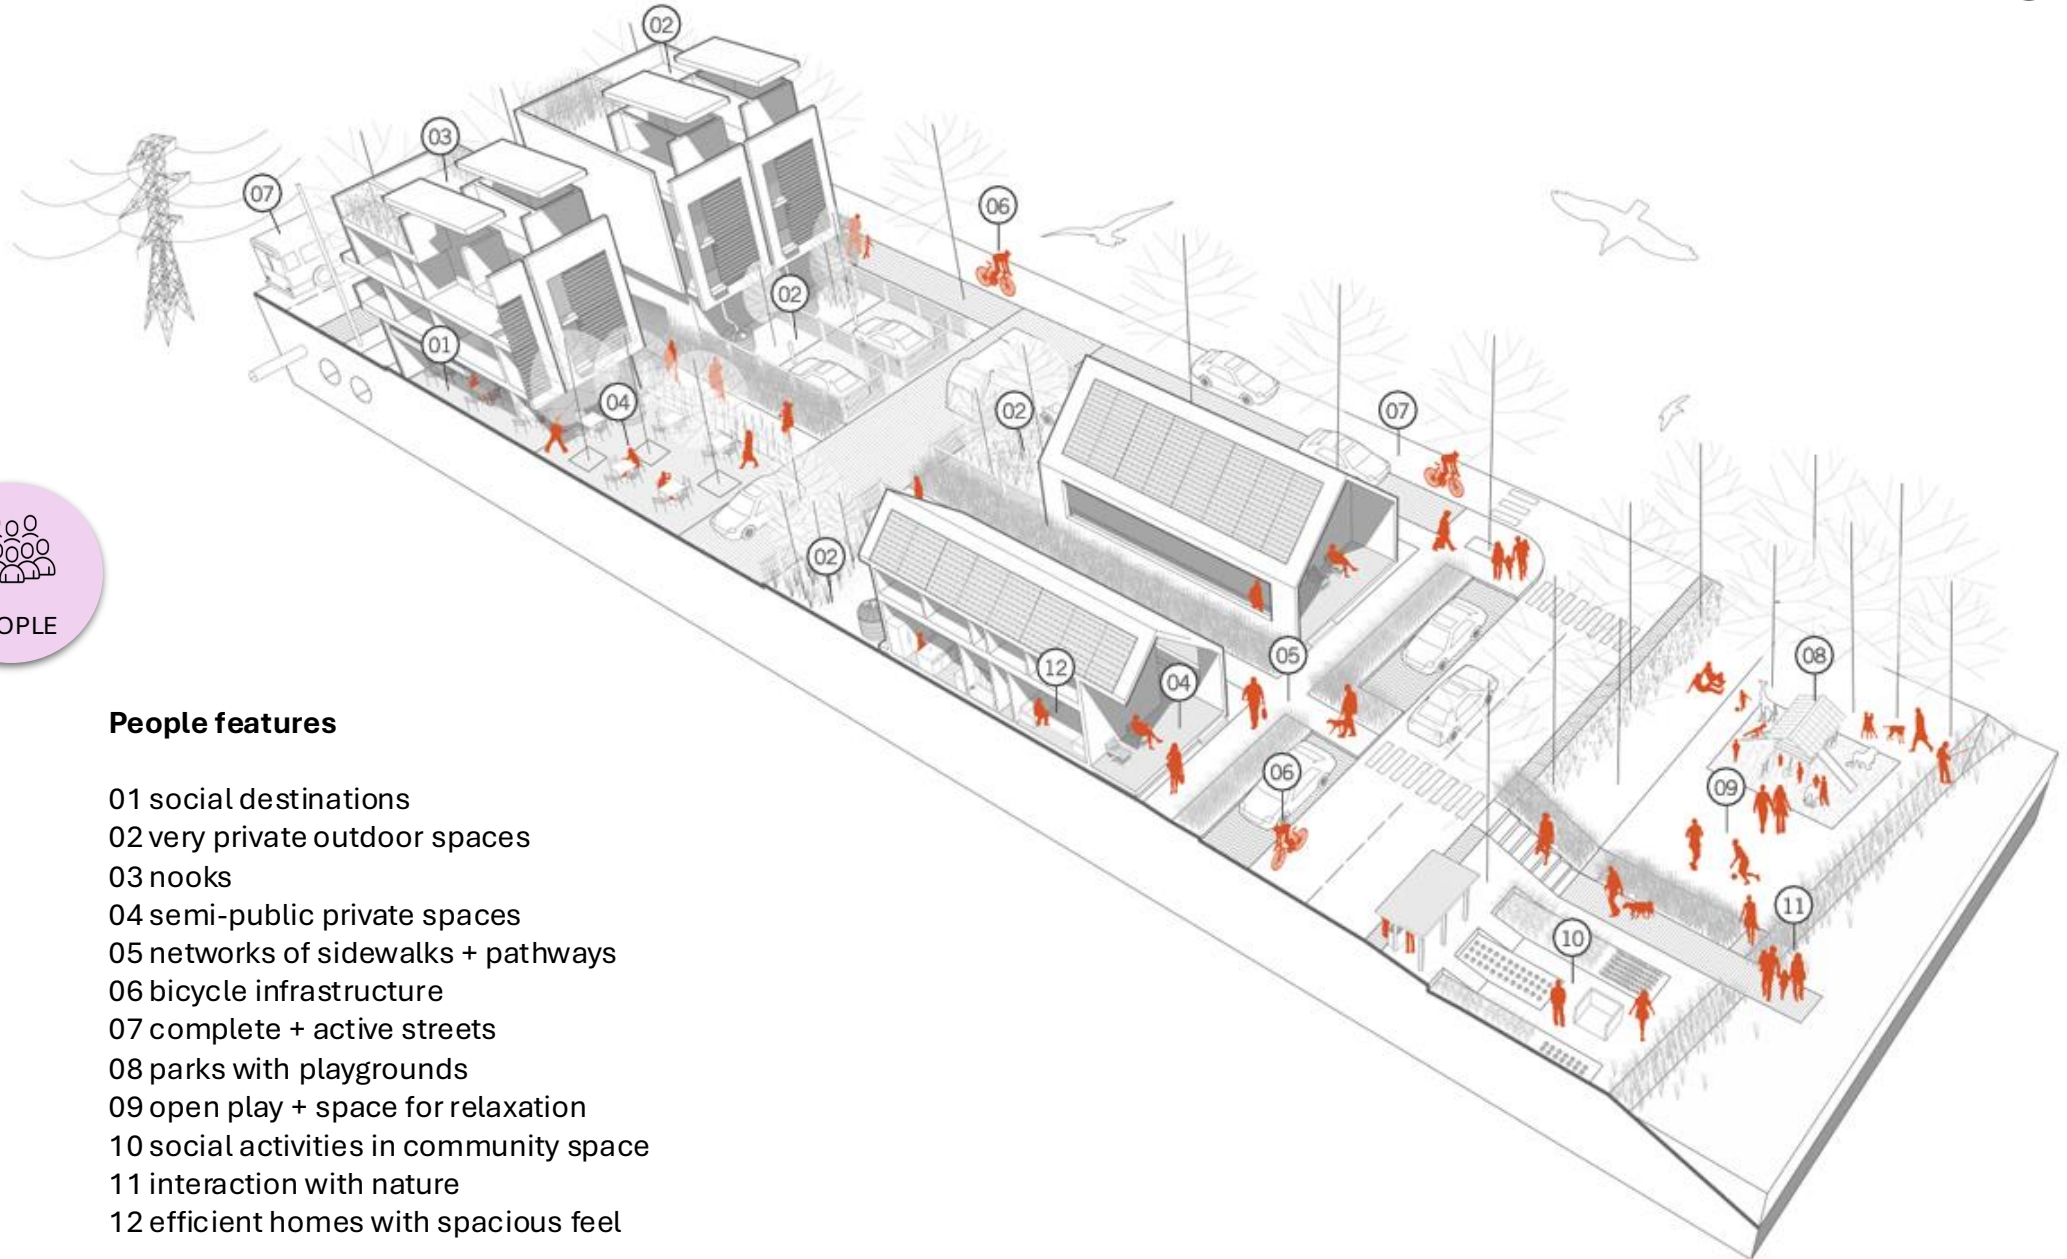 02
03
07
06
02
01
04
02
07
02
05
08
12
04
06
09
11
10
OPLE
People features
01 social destinations
02 very private outdoor spaces
03 nooks
04 semi-public private spaces
05 networks of sidewalks + pathways
06 bicycle infrastructure
07 complete + active streets
08 parks with playgrounds
09 open play + space for relaxation
10 social activities in community space
11 interaction with nature
12 efficient homes with spacious feel